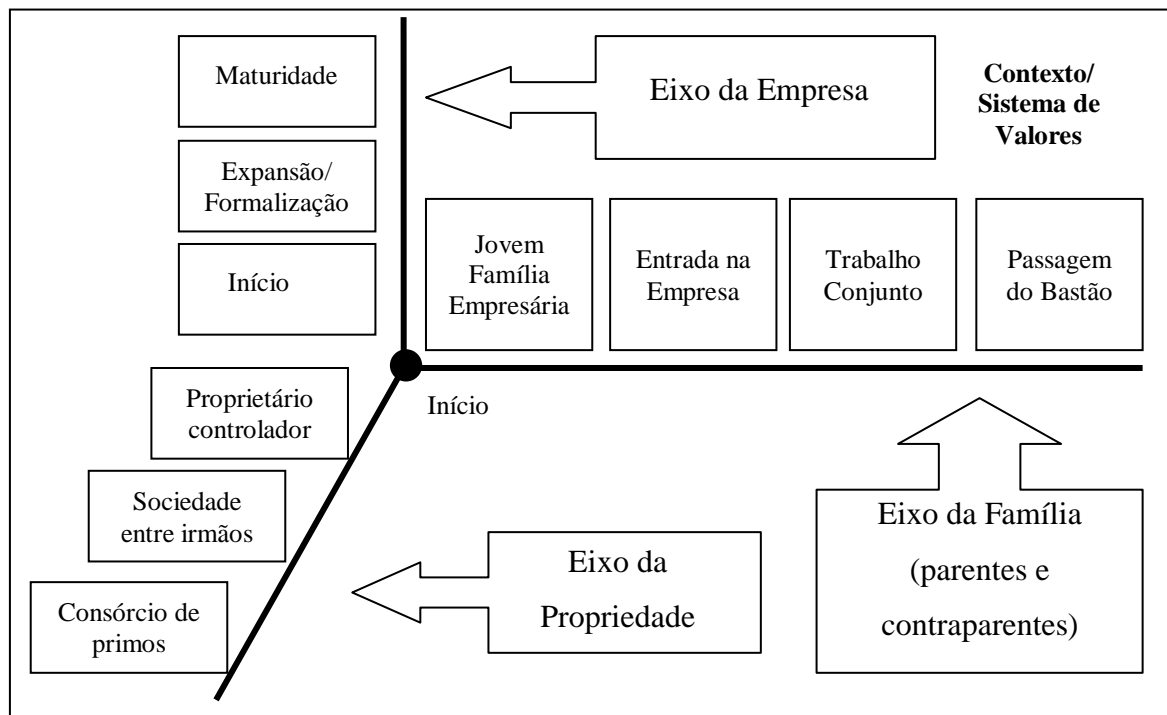 Maturidade
Expansão/
Formalização
Início
Eixo da Empresa
Contexto/
Sistema de
Valores
Jovem
Família
Empresária
Entrada na
Empresa
Trabalho
Conjunto
Passagem
do Bastão
Início
Proprietário
controlador
Sociedade
entre irmãos
Consórcio de
primos
Eixo da
Propriedade
Eixo da Família
(parentes e
contraparentes)